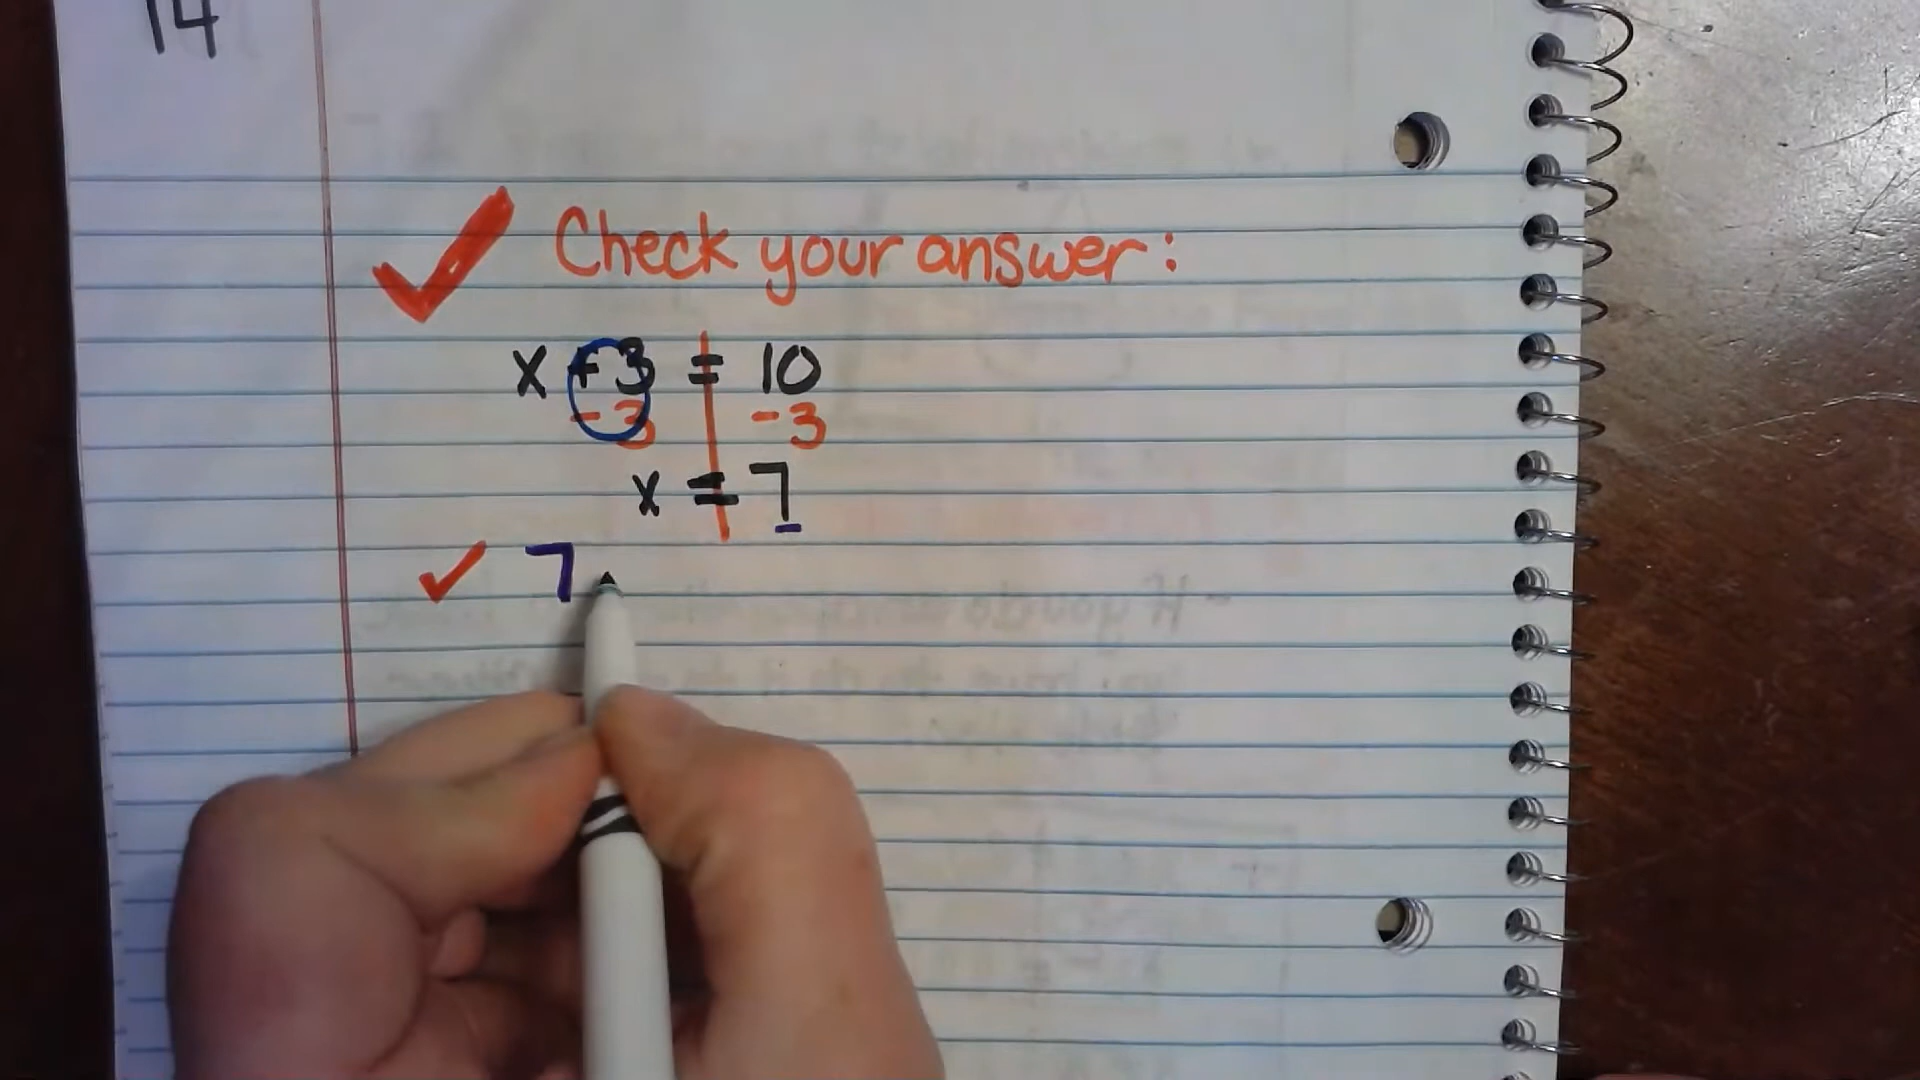 14
✓ Check your answer:
x +3 = 10
-3 -3
x = 7
✓ 7